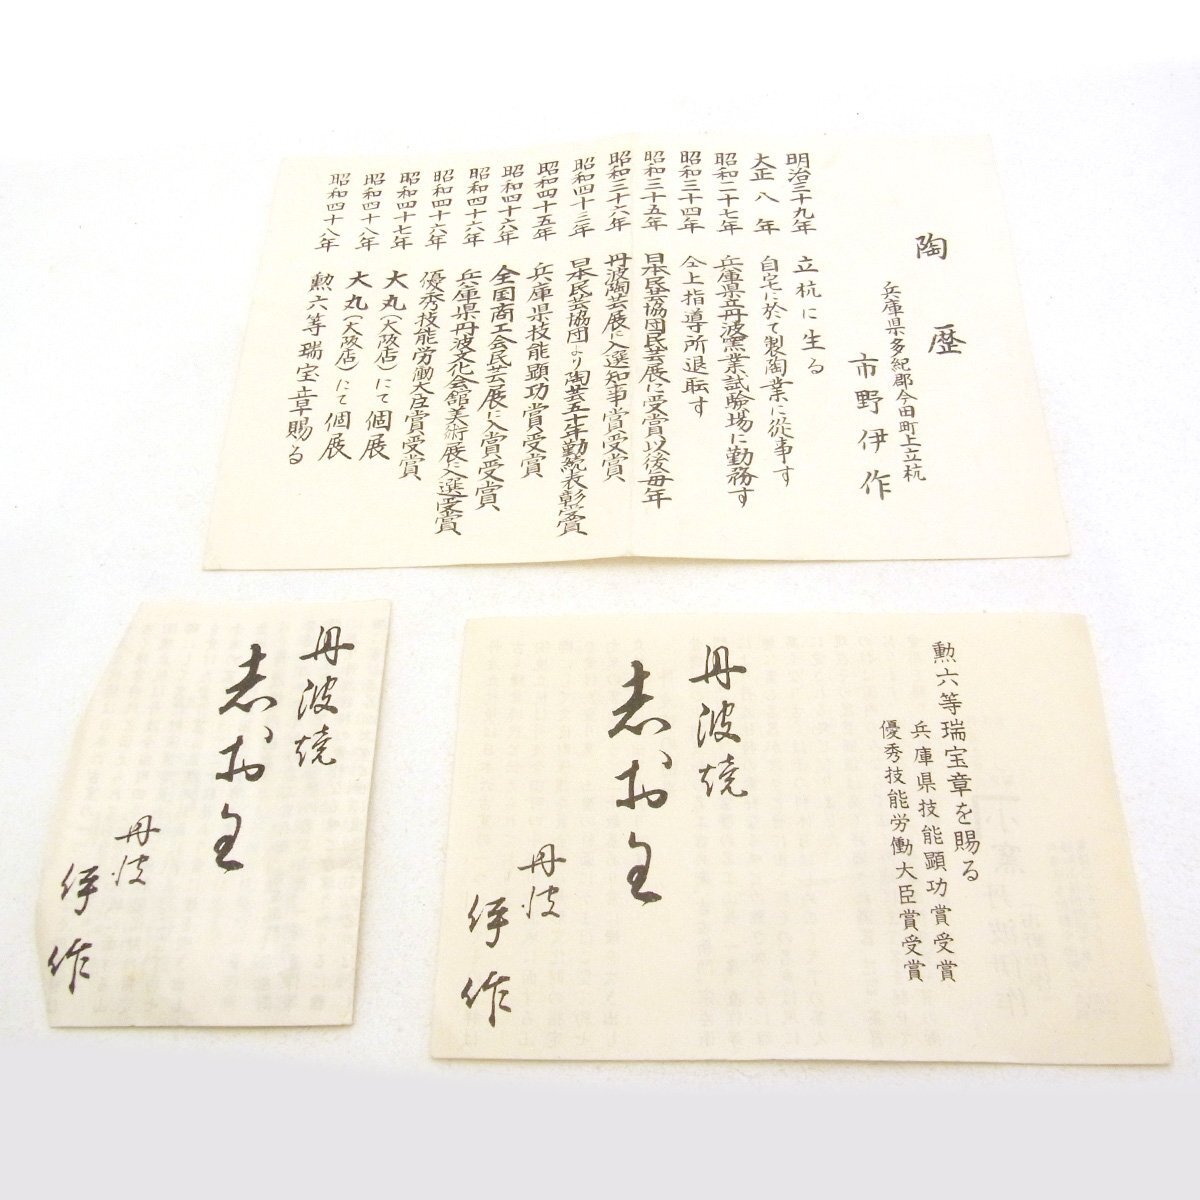 陶歴
兵庫県多紀郡今田町上立杭
市野伊作
明治三十九年 立杭に生る
大正八年 自宅に於て製陶業に従事す
昭和二十七年 兵庫県立丹波窯業試験場に勤務す
昭和三十四年 仝上指導所退転す
昭和三十五年 日本民芸協団民芸展に受賞以後毎年
昭和三十六年 丹波陶芸展に入選知事賞受賞
昭和四十三年 日本民芸協団より陶芸五十年勤続表彰受賞
昭和四十五年 兵庫県技能顕功賞受賞
昭和四十六年 全国商工会民芸展に入賞受賞
昭和四十六年 兵庫県丹波文化会館美術展に入選受賞
昭和四十六年 優秀技能労働大臣賞受賞
昭和四十七年 大丸(大阪店)にて個展
昭和四十八年 大丸(大阪店)にて個展
昭和四十八年 勲六等瑞宝章賜る
丹波焼
丹波
伊作
勲六等瑞宝章を賜る
兵庫県技能顕功賞受賞
優秀技能労働大臣賞受賞
丹波焼
丹波
伊作